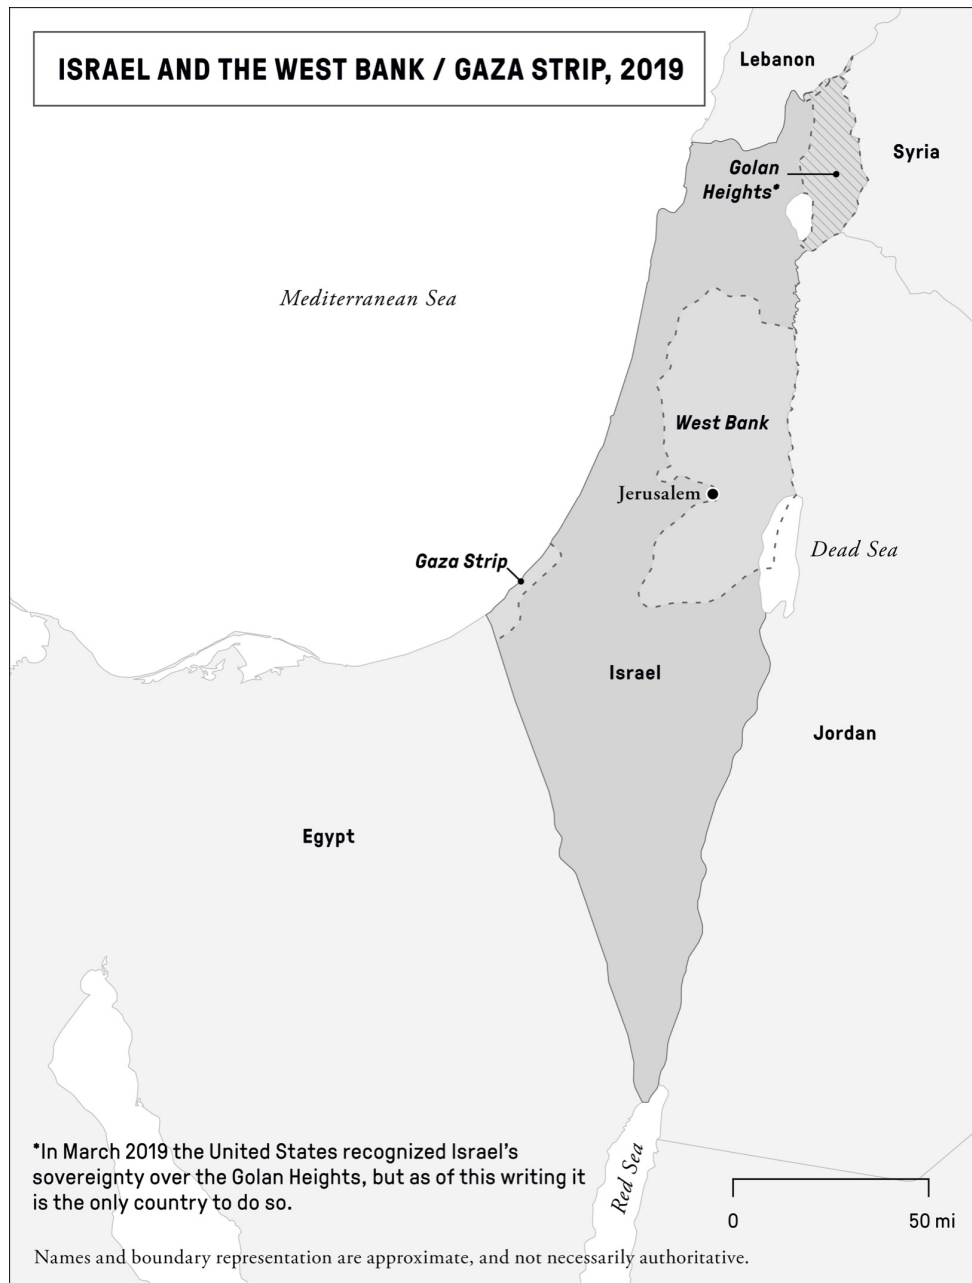 ISRAEL AND THE WEST BANK / GAZA STRIP, 2019
Lebanon
Syria
Golan
Heights*
Mediterranean Sea
West Bank
Jerusalem
Dead Sea
Gaza Strip
Israel
Jordan
Egypt
*In March 2019 the United States recognized Israel’s
sovereignty over the Golan Heights, but as of this writing it
is the only country to do so.
Red Sea
0 50 mi
Names and boundary representation are approximate, and not necessarily authoritative.